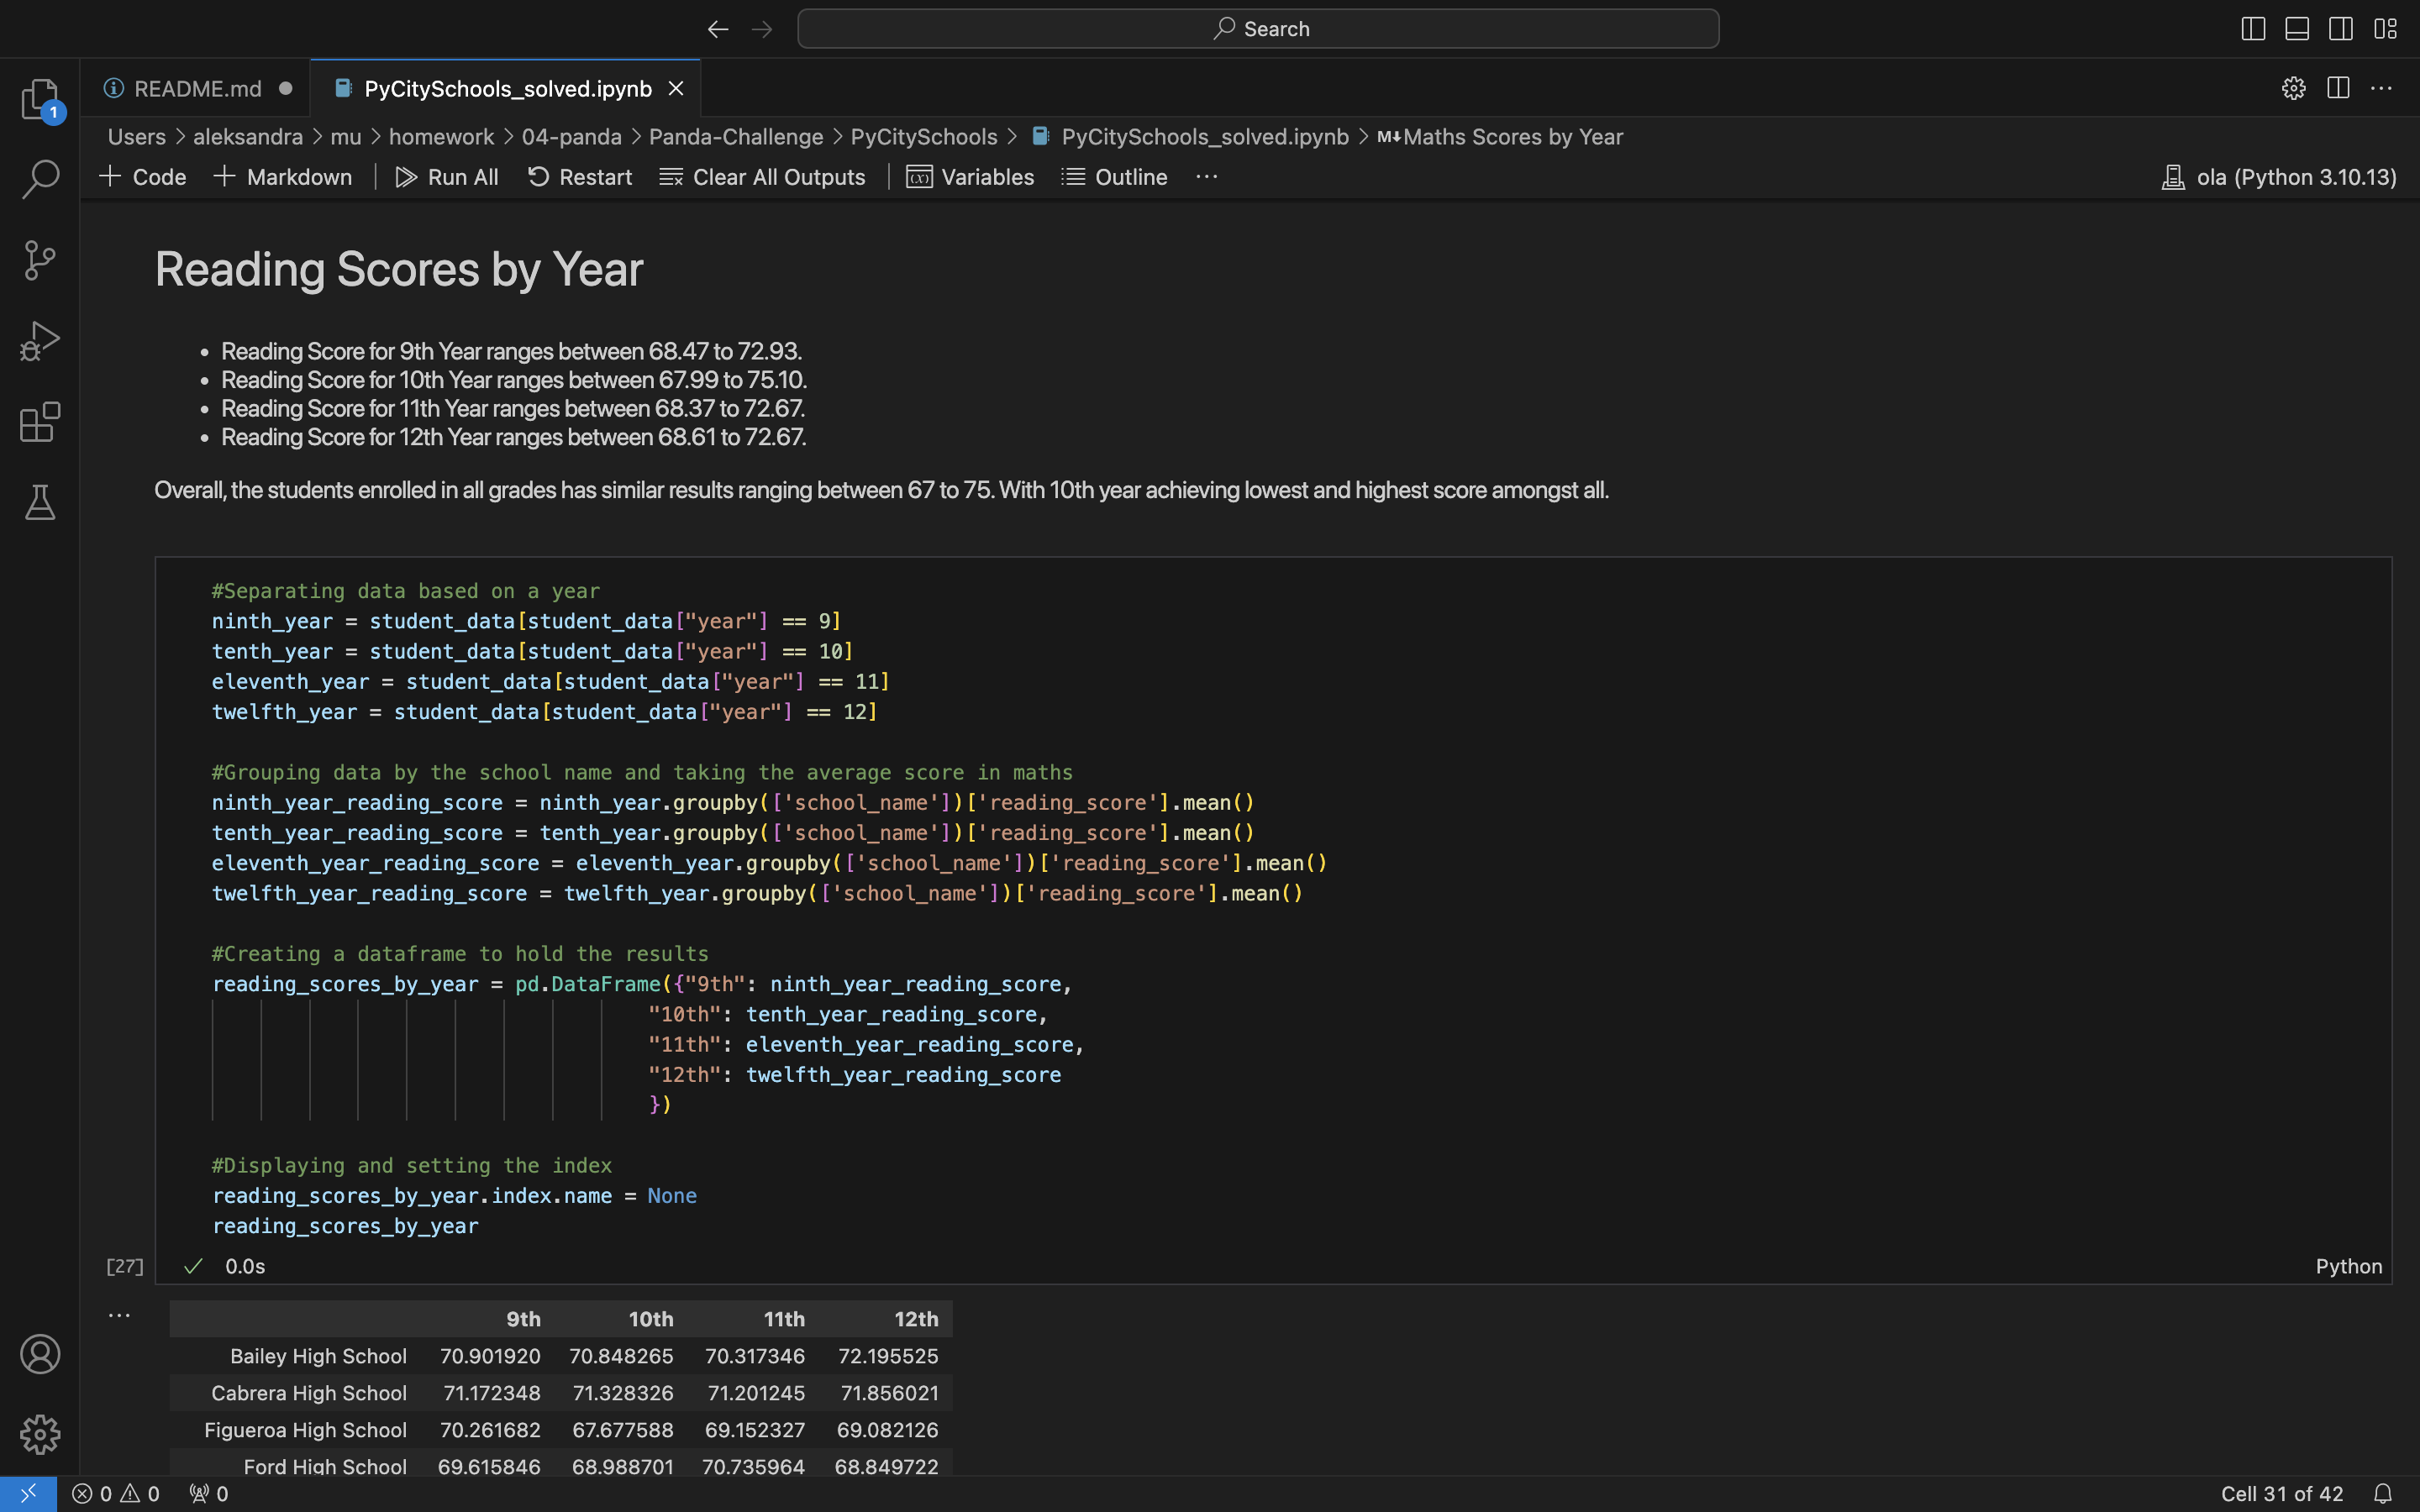 Search
README.md
PyCitySchools_solved.ipynb
1
Users > aleksandra > mu > homework > 04-panda > Panda-Challenge > PyCitySchools > PyCitySchools_solved.ipynb > M↓Maths Scores by Year
+ Code + Markdown Run All Restart Clear All Outputs Variables Outline ··· ola (Python 3.10.13)
Reading Scores by Year
• Reading Score for 9th Year ranges between 68.47 to 72.93.
• Reading Score for 10th Year ranges between 67.99 to 75.10.
• Reading Score for 11th Year ranges between 68.37 to 72.67.
• Reading Score for 12th Year ranges between 68.61 to 72.67.
Overall, the students enrolled in all grades has similar results ranging between 67 to 75. With 10th year achieving lowest and highest score amongst all.
#Separating data based on a year
ninth_year = student_data[student_data["year"] == 9]
tenth_year = student_data[student_data["year"] == 10]
eleventh_year = student_data[student_data["year"] == 11]
twelfth_year = student_data[student_data["year"] == 12]
#Grouping data by the school name and taking the average score in maths
ninth_year_reading_score = ninth_year.groupby(['school_name'])['reading_score'].mean()
tenth_year_reading_score = tenth_year.groupby(['school_name'])['reading_score'].mean()
eleventh_year_reading_score = eleventh_year.groupby(['school_name'])['reading_score'].mean()
twelfth_year_reading_score = twelfth_year.groupby(['school_name'])['reading_score'].mean()
#Creating a dataframe to hold the results
reading_scores_by_year = pd.DataFrame({"9th": ninth_year_reading_score,
"10th": tenth_year_reading_score,
"11th": eleventh_year_reading_score,
"12th": twelfth_year_reading_score
})
#Displaying and setting the index
reading_scores_by_year.index.name = None
reading_scores_by_year
[27] ✓ 0.0s Python
··· 9th 10th 11th 12th
Bailey High School 70.901920 70.848265 70.317346 72.195525
Cabrera High School 71.172348 71.328326 71.201245 71.856021
Figueroa High School 70.261682 67.677588 69.152327 69.082126
Ford High School 69.615846 68.988701 70.735964 68.849722
0 0 0 Cell 31 of 42